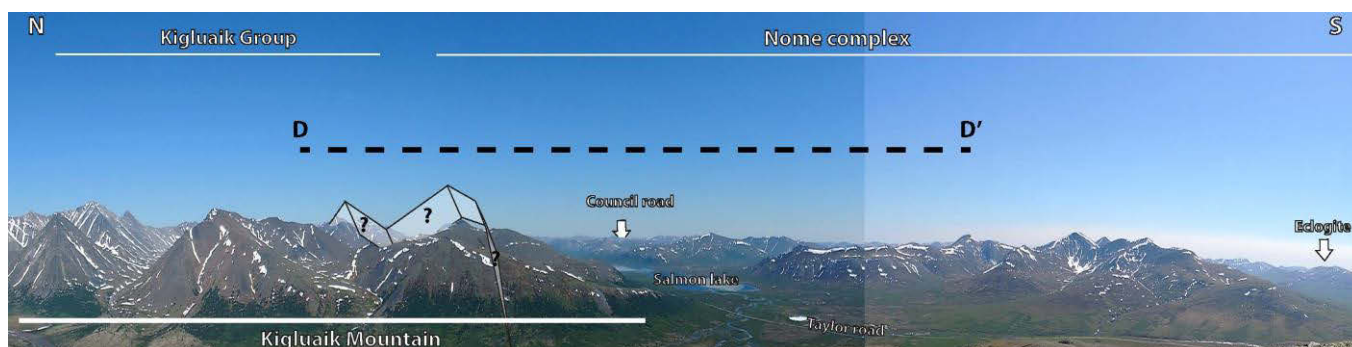 N
S
Kigluaik Group
Nome complex
D
D'
?
?
?
Council road
Eclogite
Salmon lake
Taylor road
Kigluaik Mountain